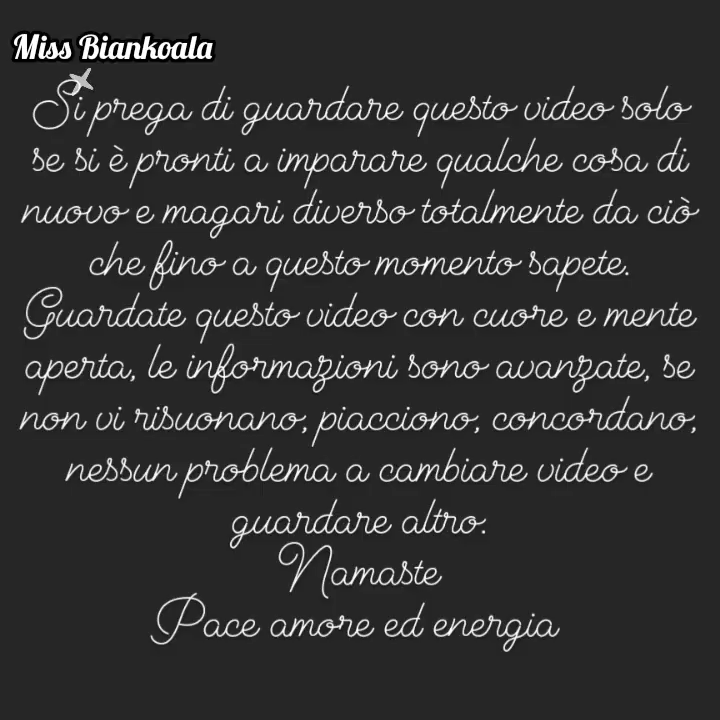 Miss Biankoala
Si prega di guardare questo video solo
se si è pronti a imparare qualche cosa di
nuovo e magari diverso totalmente da ciò
che fino a questo momento sapete.
Guardate questo video con cuore e mente
aperta, le informazioni sono avanzate, se
non vi risuonano, piacciono, concordano,
nessun problema a cambiare video e
guardare altro.
Namaste
Pace amore ed energia